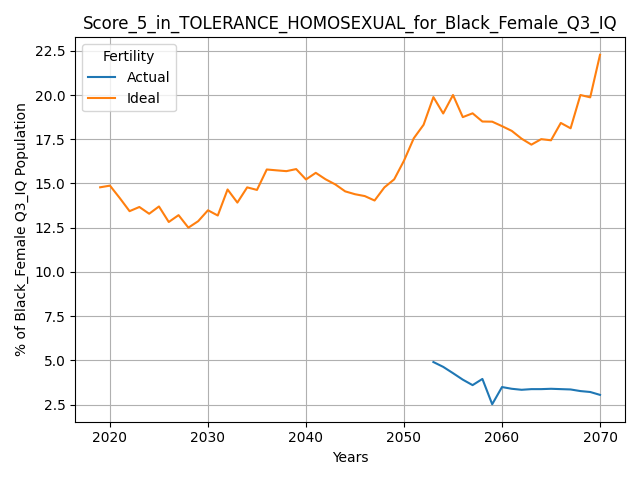 Score_5_in_TOLERANCE_HOMOSEXUAL_for_Black_Female_Q3_IQ
Fertility
Actual
Ideal
% of Black_Female Q3_IQ Population
22.5
20.0
17.5
15.0
12.5
10.0
7.5
5.0
2.5
2020 2030 2040 2050 2060 2070
Years